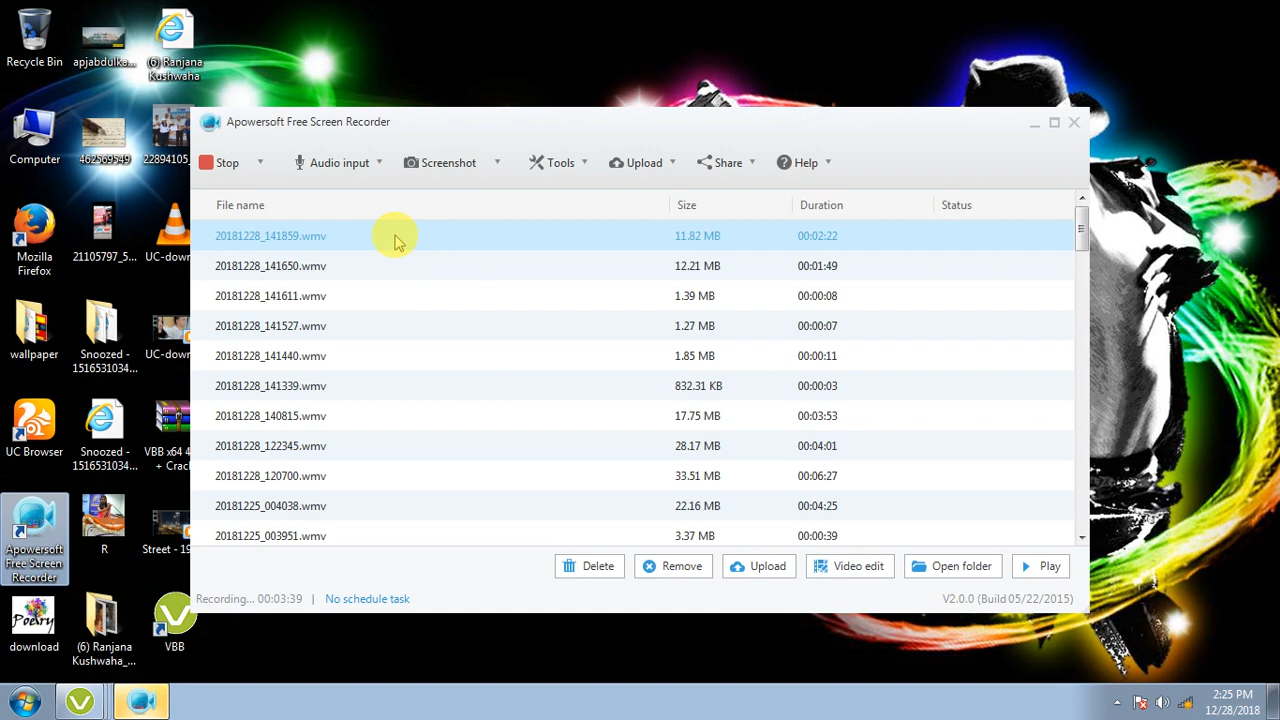 Recycle Bin
apjabdulka...
(6) Ranjana
Kushwaha
Computer
462569549
22894105_
Mozilla
Firefox
21105797_5...
UC-down
wallpaper
Snoozed -
1516531034...
UC-down
UC Browser
Snoozed -
1516531034...
VBB x64 4
+ Crack
Apowersoft
Free Screen
Recorder
R
Street - 19
download
(6) Ranjana
Kushwaha_...
VBB
Apowersoft Free Screen Recorder
Stop
Audio input
Screenshot
Tools
Upload
Share
Help
File name Size Duration Status
20181228_141859.wmv 11.82 MB 00:02:22
20181228_141650.wmv 12.21 MB 00:01:49
20181228_141611.wmv 1.39 MB 00:00:08
20181228_141527.wmv 1.27 MB 00:00:07
20181228_141440.wmv 1.85 MB 00:00:11
20181228_141339.wmv 832.31 KB 00:00:03
20181228_140815.wmv 17.75 MB 00:03:53
20181228_122345.wmv 28.17 MB 00:04:01
20181228_120700.wmv 33.51 MB 00:06:27
20181225_004038.wmv 22.16 MB 00:04:25
20181225_003951.wmv 3.37 MB 00:00:39
Delete
Remove
Upload
Video edit
Open folder
Play
Recording... 00:03:39 | No schedule task
V2.0.0 (Build 05/22/2015)
Poetry
2:25 PM
12/28/2018